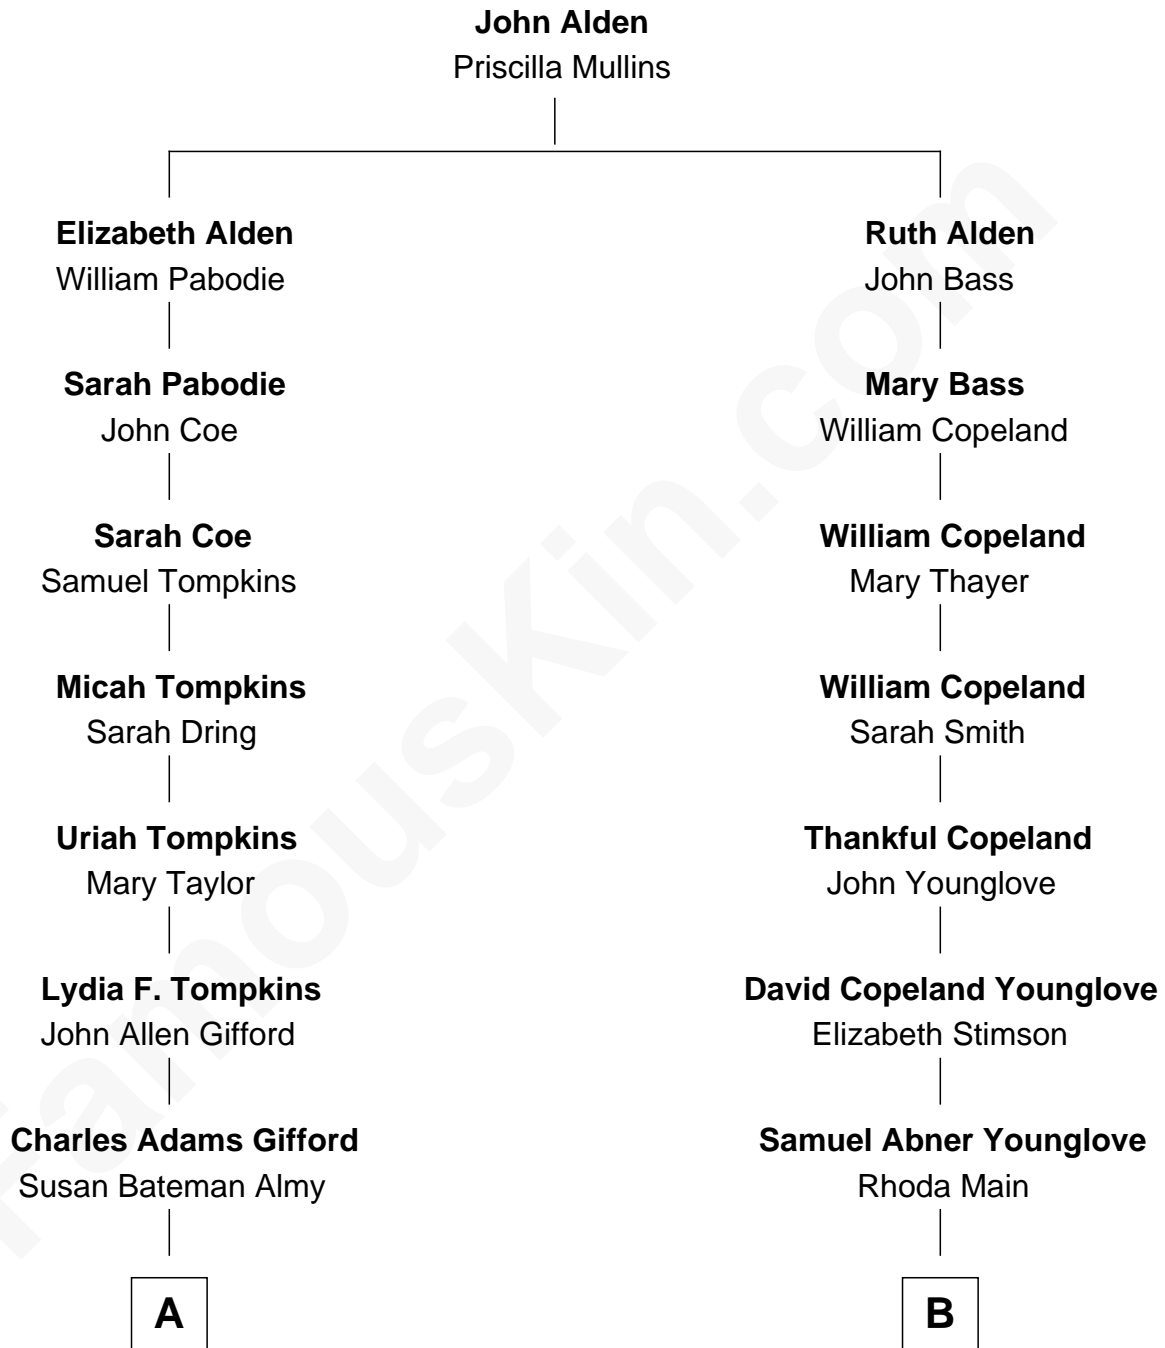 John Alden
Priscilla Mullins
Elizabeth Alden
William Pabodie
Ruth Alden
John Bass
Sarah Pabodie
John Coe
Mary Bass
William Copeland
Sarah Coe
Samuel Tompkins
William Copeland
Mary Thayer
Micah Tompkins
Sarah Dring
William Copeland
Sarah Smith
Uriah Tompkins
Mary Taylor
Thankful Copeland
John Younglove
Lydia F. Tompkins
John Allen Gifford
David Copeland Younglove
Elizabeth Stimson
Charles Adams Gifford
Susan Bateman Almy
Samuel Abner Younglove
Rhoda Main
A
B
FamousKin.com